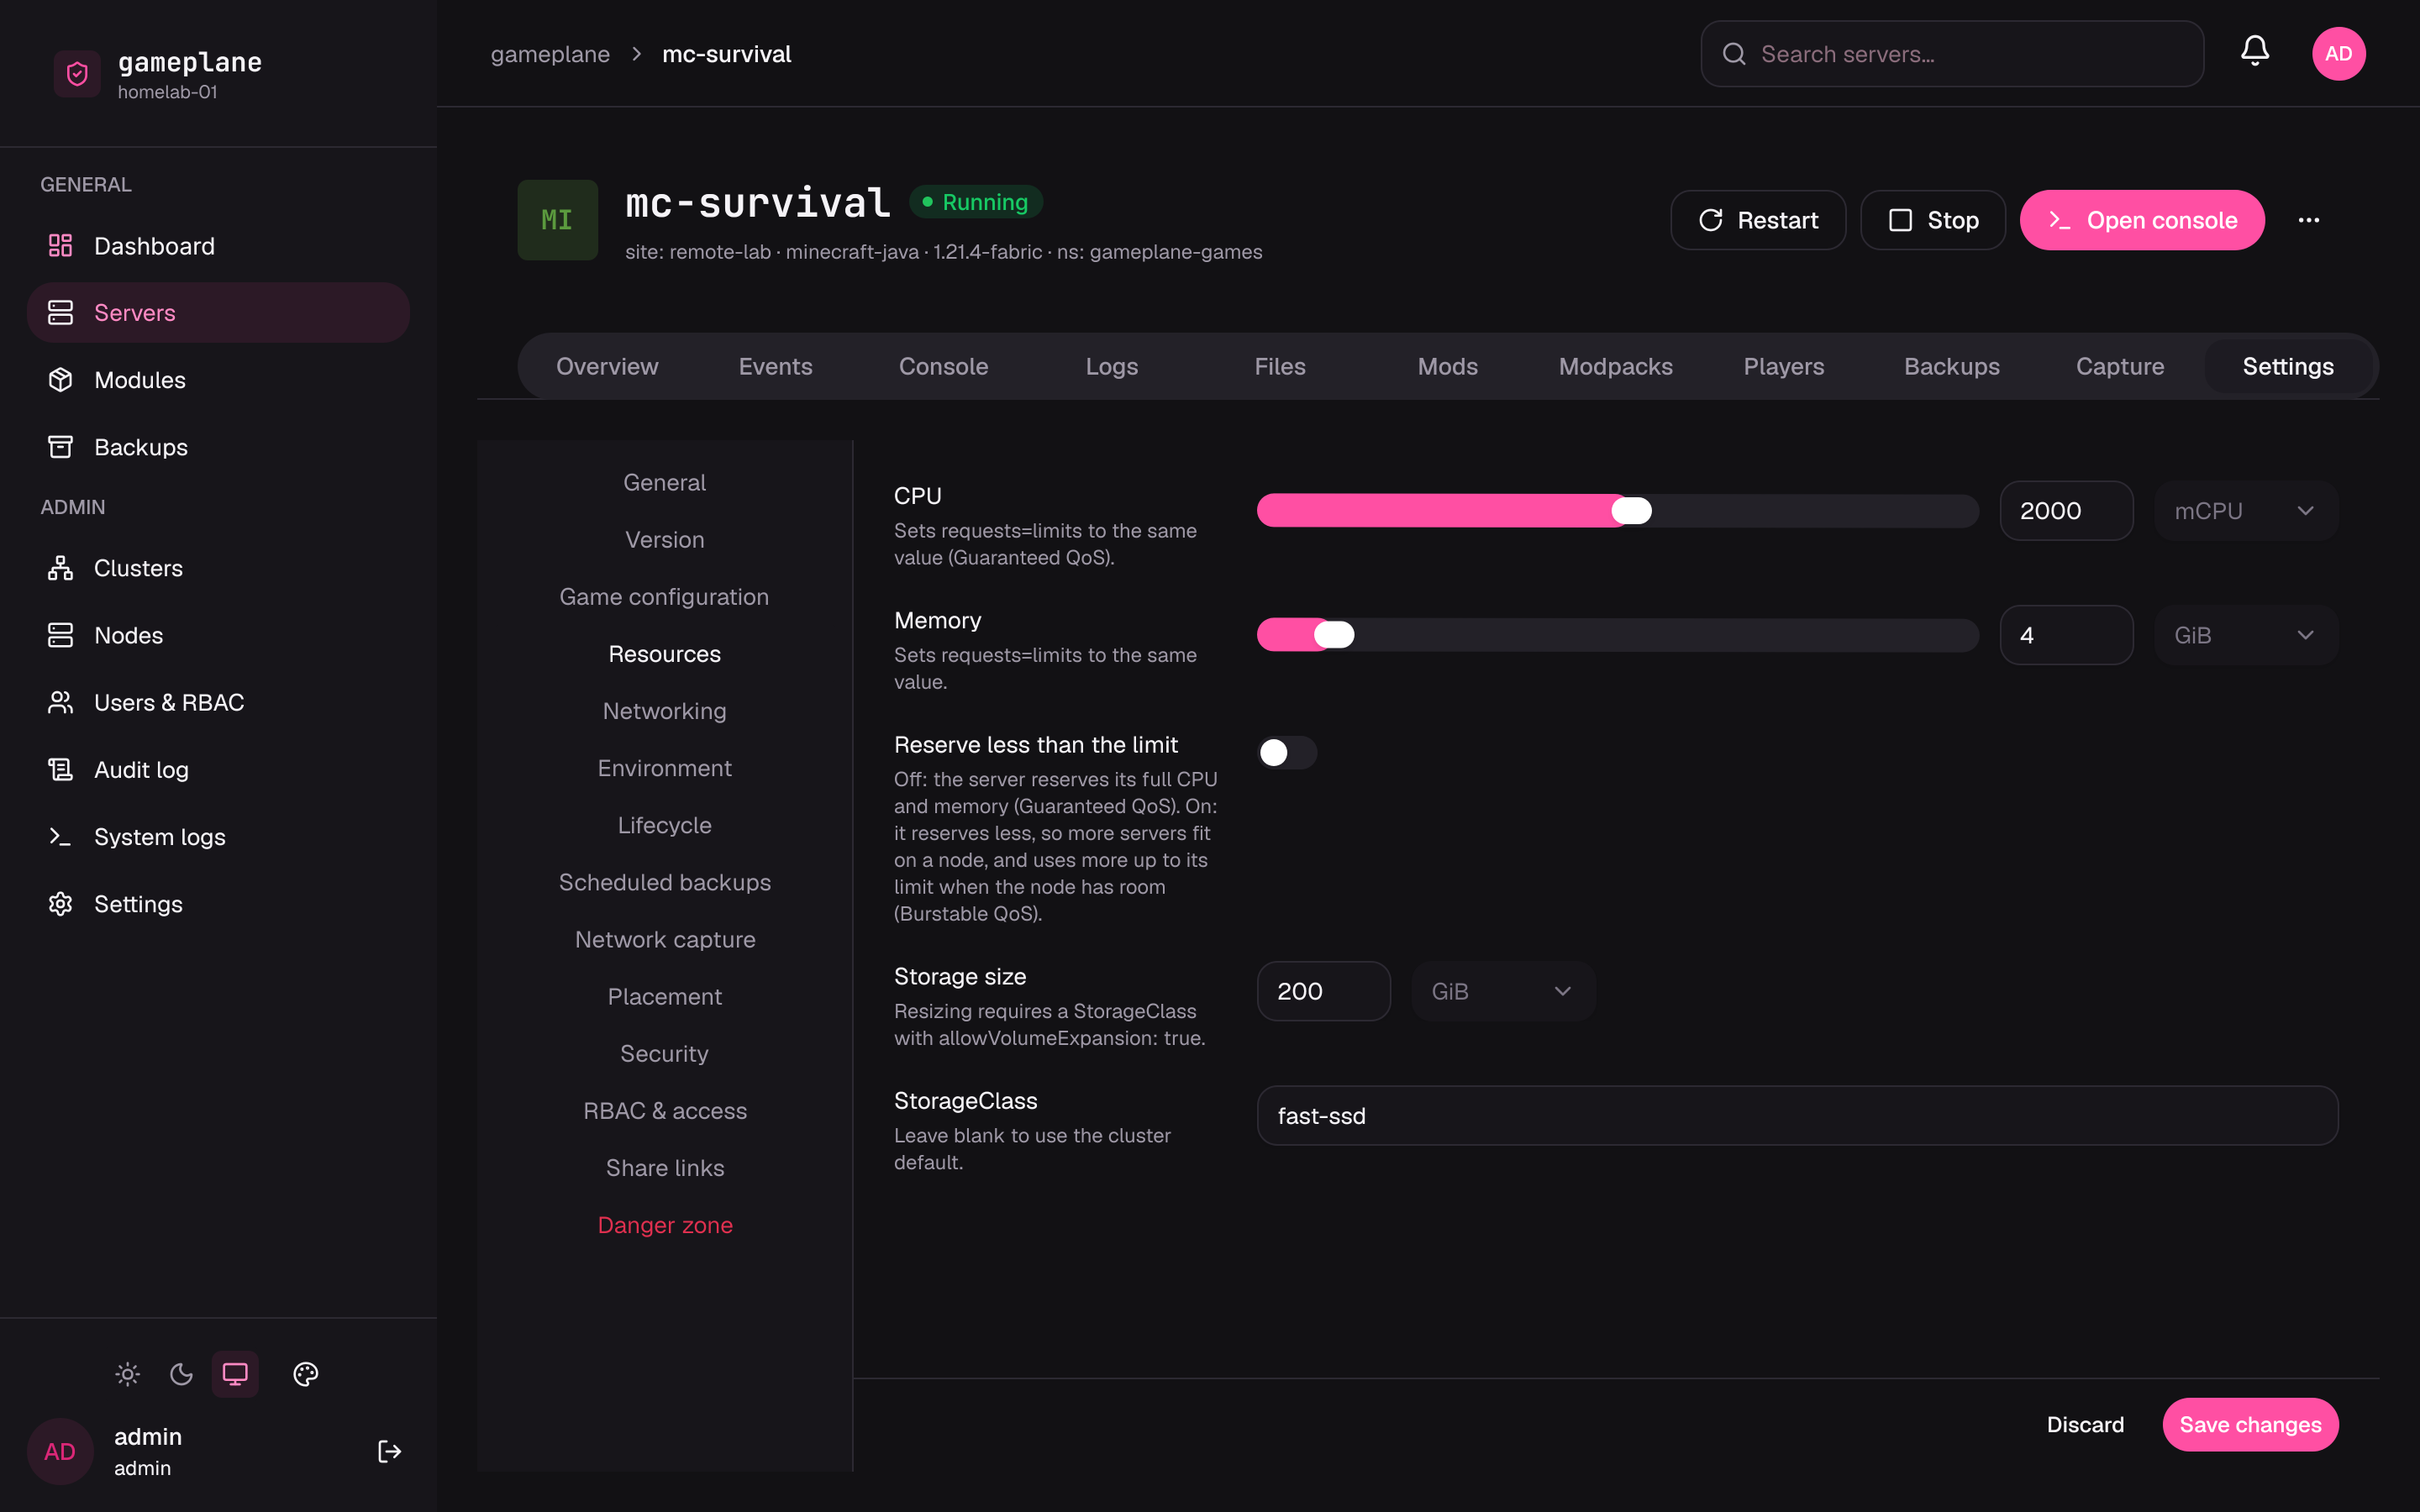 gameplane
homelab-01
GENERAL
Dashboard
Servers
Modules
Backups
ADMIN
Clusters
Nodes
Users & RBAC
Audit log
System logs
Settings
AD
admin
admin
gameplane
mc-survival
Search servers...
AD
MI
mc-survival
Running
site: remote-lab · minecraft-java · 1.21.4-fabric · ns: gameplane-games
Restart
Stop
Open console
Overview
Events
Console
Logs
Files
Mods
Modpacks
Players
Backups
Capture
Settings
General
Version
Game configuration
Resources
Networking
Environment
Lifecycle
Scheduled backups
Network capture
Placement
Security
RBAC & access
Share links
Danger zone
CPU
Sets requests=limits to the same
value (Guaranteed QoS).
2000
mCPU
Memory
Sets requests=limits to the same
value.
4
GiB
Reserve less than the limit
Off: the server reserves its full CPU
and memory (Guaranteed QoS). On:
it reserves less, so more servers fit
on a node, and uses more up to its
limit when the node has room
(Burstable QoS).
Storage size
Resizing requires a StorageClass
with allowVolumeExpansion: true.
200
GiB
StorageClass
Leave blank to use the cluster
default.
fast-ssd
Discard
Save changes